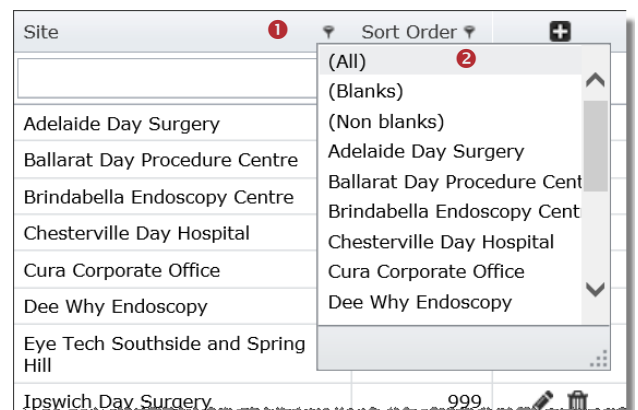 Site ❶ Sort Order
(All) ❷
(Blanks)
(Non blanks)
Adelaide Day Surgery
Ballarat Day Procedure Cent
Brindabella Endoscopy Cent
Chesterville Day Hospital
Cura Corporate Office
Dee Why Endoscopy
Adelaide Day Surgery
Ballarat Day Procedure Centre
Brindabella Endoscopy Centre
Chesterville Day Hospital
Cura Corporate Office
Dee Why Endoscopy
Eye Tech Southside and Spring
Hill
Ipswich Day Surgery 999